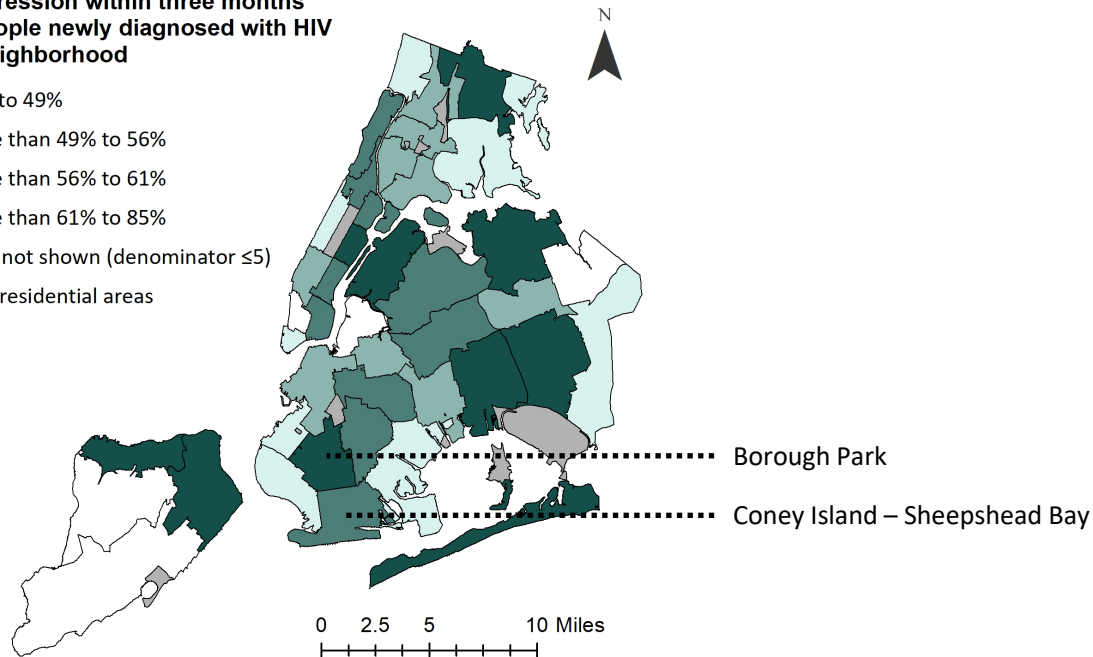 ression within three months
ople newly diagnosed with HIV
eighborhood
to 49%
e than 49% to 56%
e than 56% to 61%
e than 61% to 85%
not shown (denominator ≤5)
residential areas
N
Borough Park
Coney Island – Sheepshead Bay
0 2.5 5 10 Miles